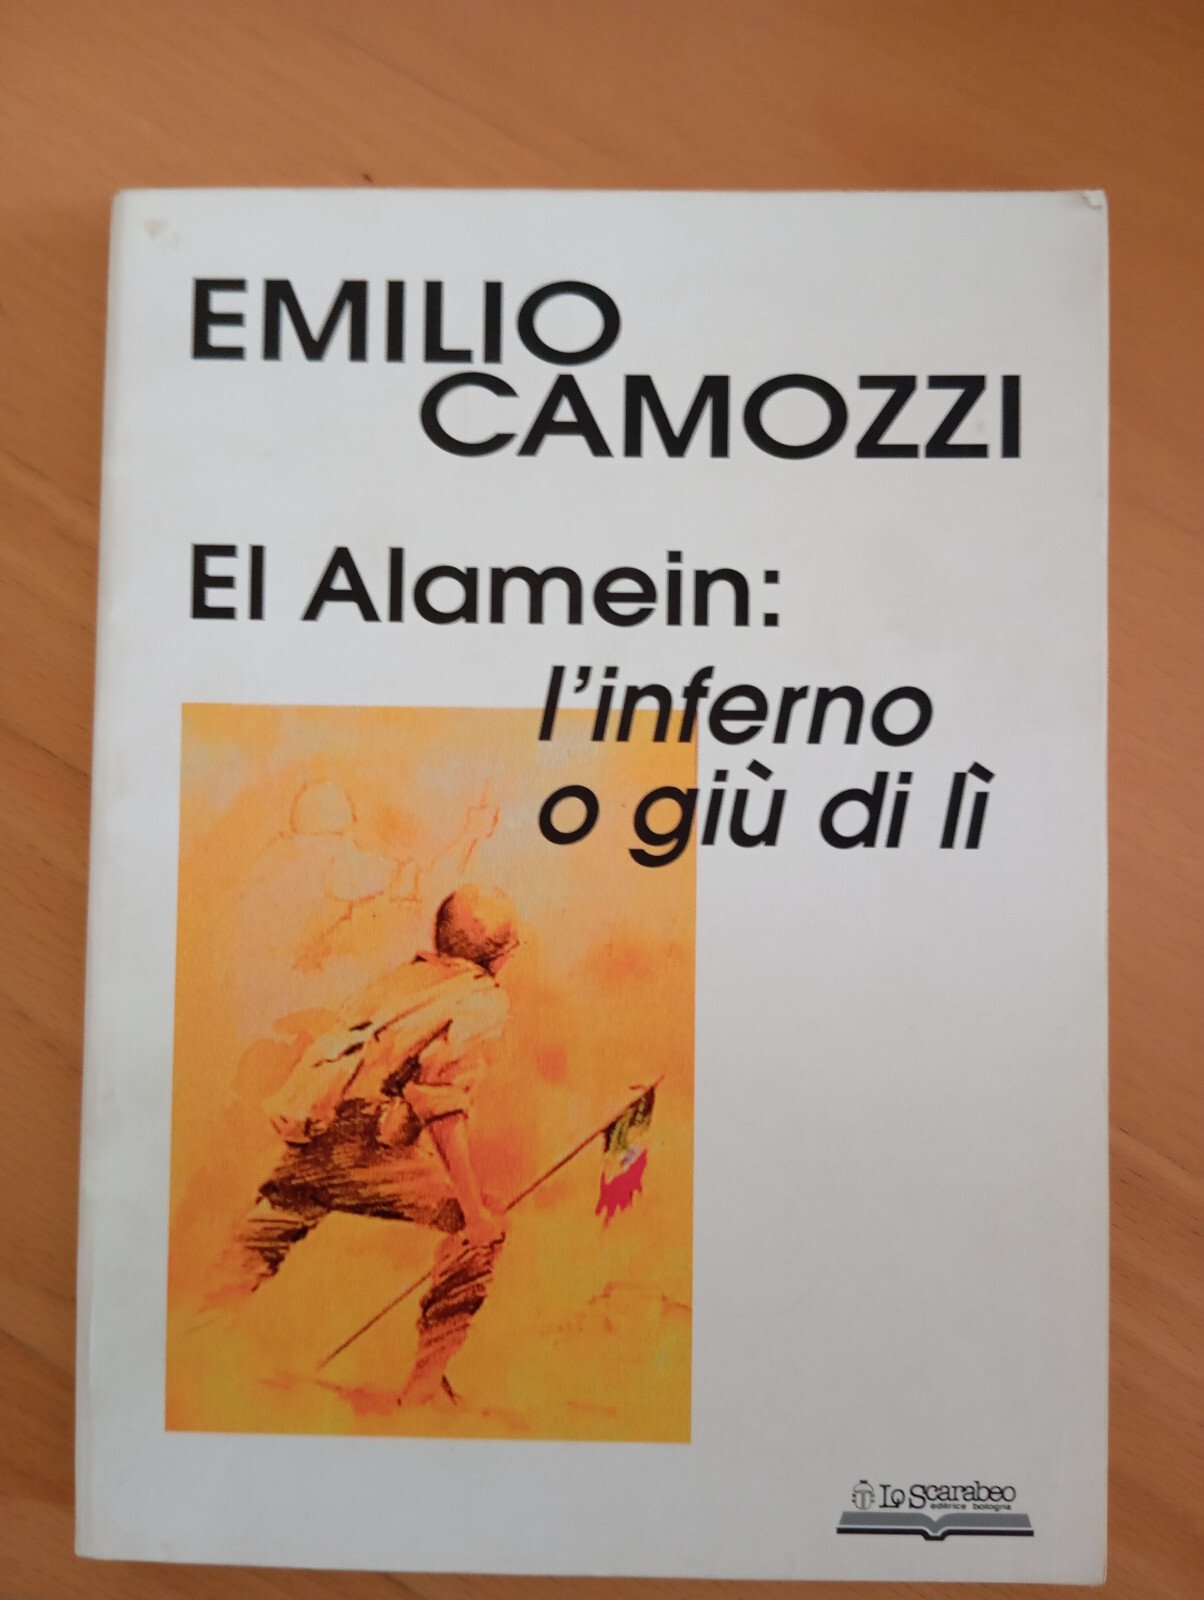 EMILIO
CAMOZZI
El Alamein:
l'inferno
o giù di lì
Lo Scarabeo
editrice bologna